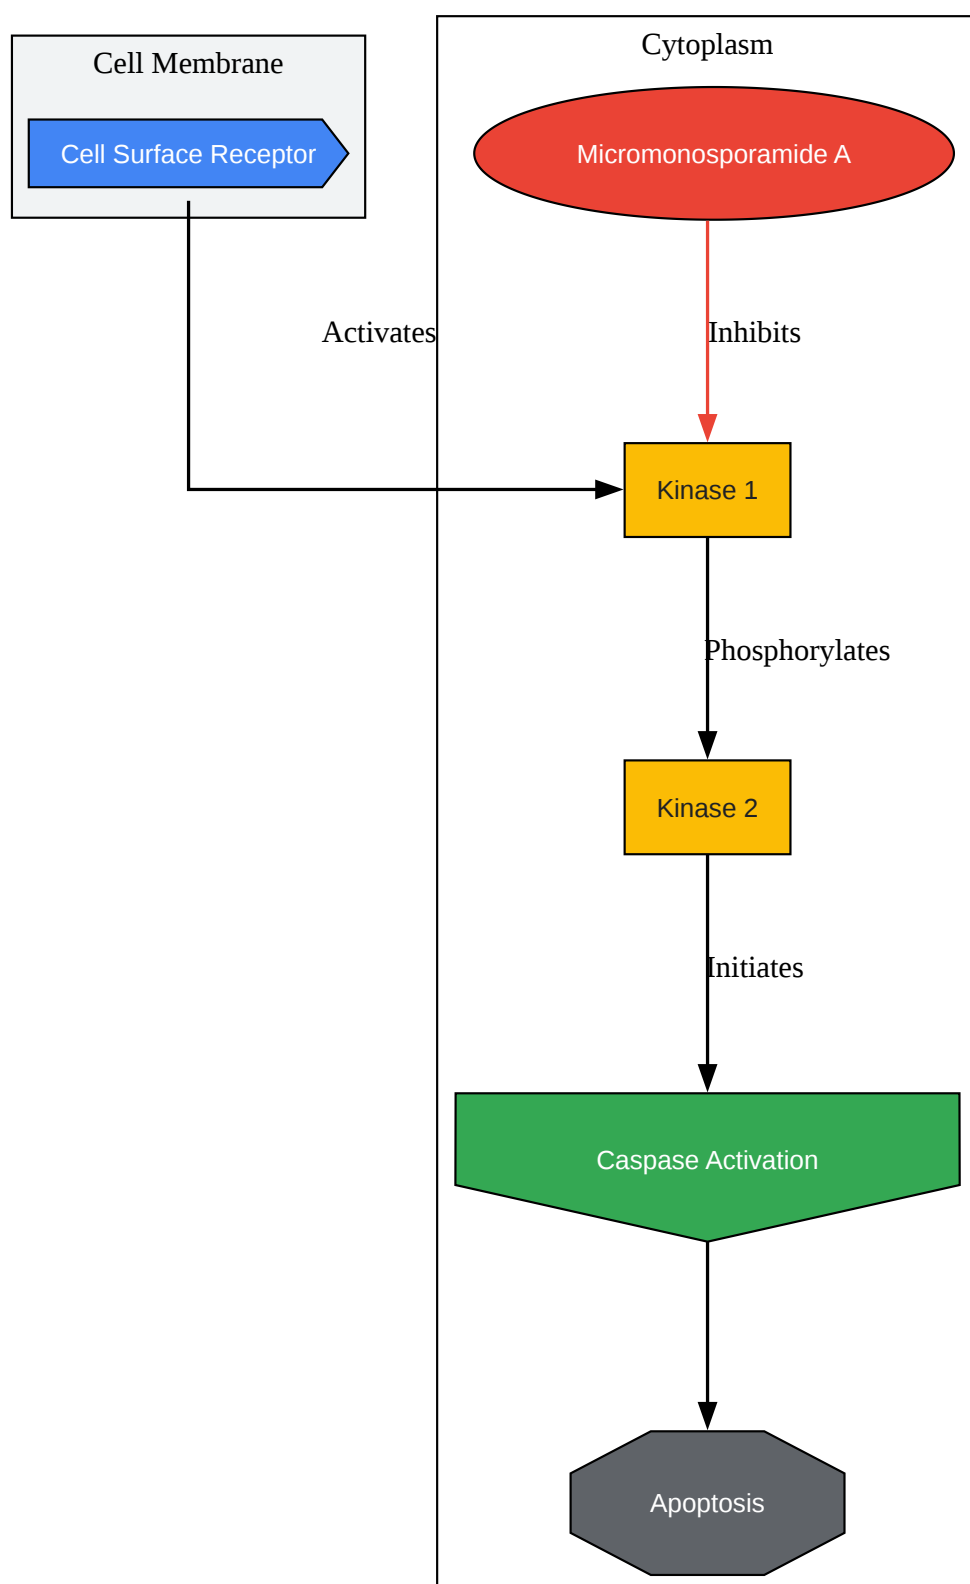 Cytoplasm
Cell Membrane
Cell Surface Receptor
Micromonosporamide A
Activates
Inhibits
Kinase 1
Phosphorylates
Kinase 2
Initiates
Caspase Activation
Apoptosis